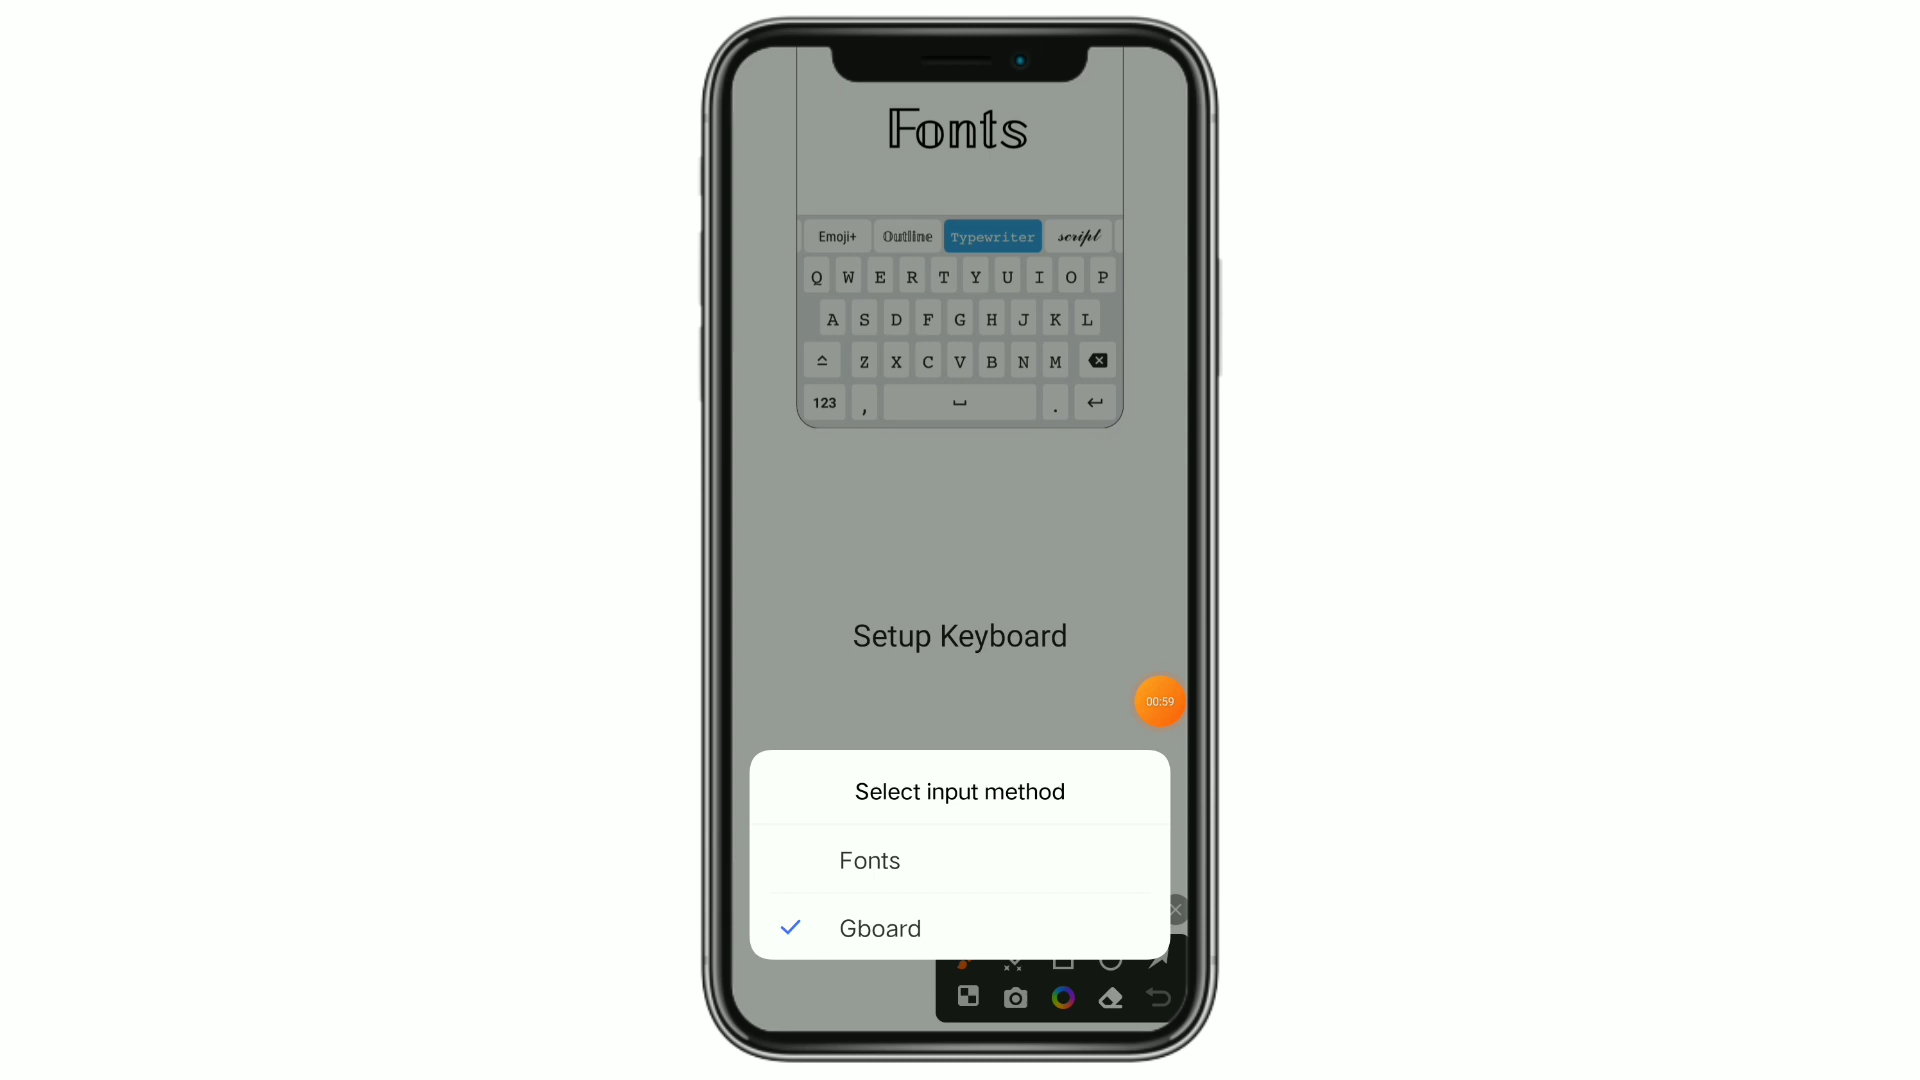 Fonts
Emoji+ Outline Typewriter script
Q W E R T Y U I O P
A S D F G H J K L
Z X C V B N M
123 , .
Setup Keyboard
00:59
Select input method
Fonts
Gboard